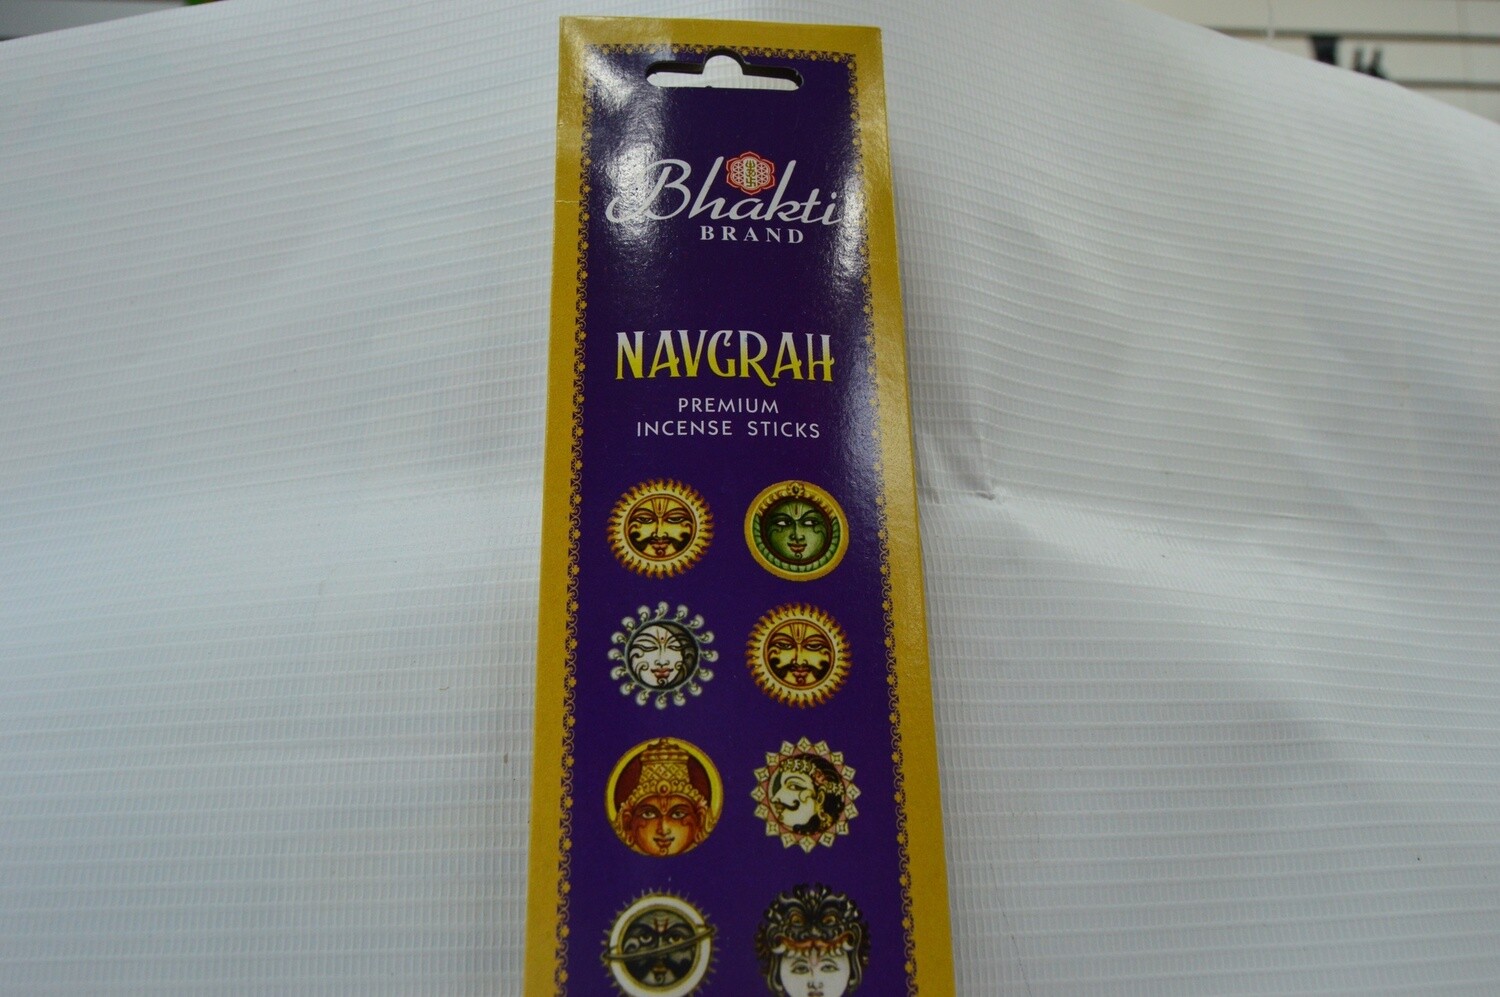 Bhakti
BRAND
NAVGRAH
PREMIUM
INCENSE STICKS